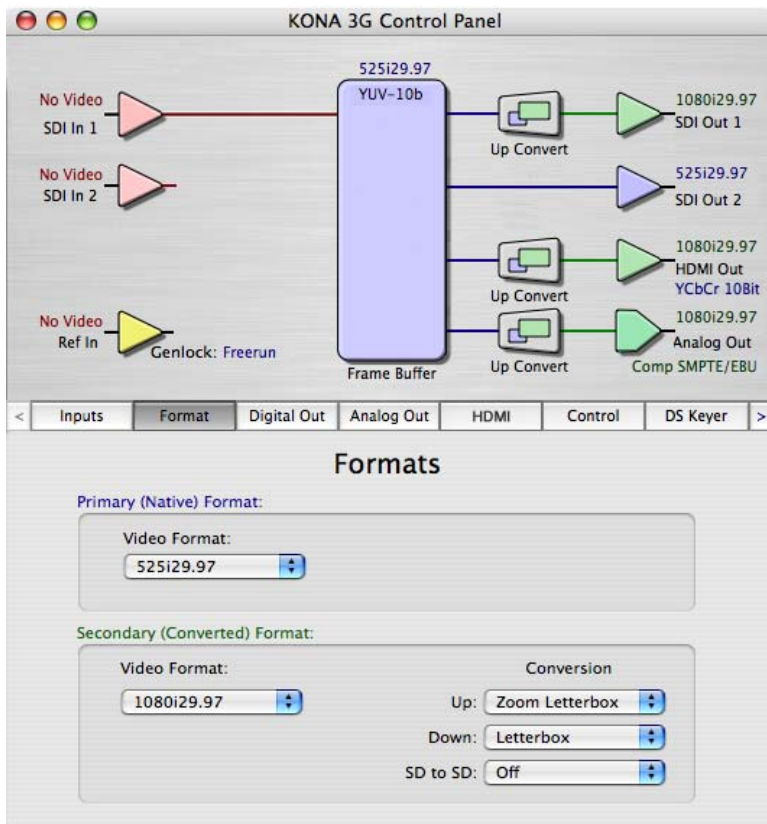 KONA 3G Control Panel
525i29.97
YUV-10b
No Video
SDI In 1
Up Convert
1080i29.97
SDI Out 1
No Video
SDI In 2
525i29.97
SDI Out 2
Up Convert
1080i29.97
HDMI Out
YCbCr 10Bit
No Video
Ref In
Genlock: Freerun
Frame Buffer
Up Convert
1080i29.97
Analog Out
Comp SMPTE/EBU
< Inputs Format Digital Out Analog Out HDMI Control DS Keyer >
Formats
Primary (Native) Format:
Video Format:
525i29.97
Secondary (Converted) Format:
Video Format: Conversion
1080i29.97 Up: Zoom Letterbox
Down: Letterbox
SD to SD: Off